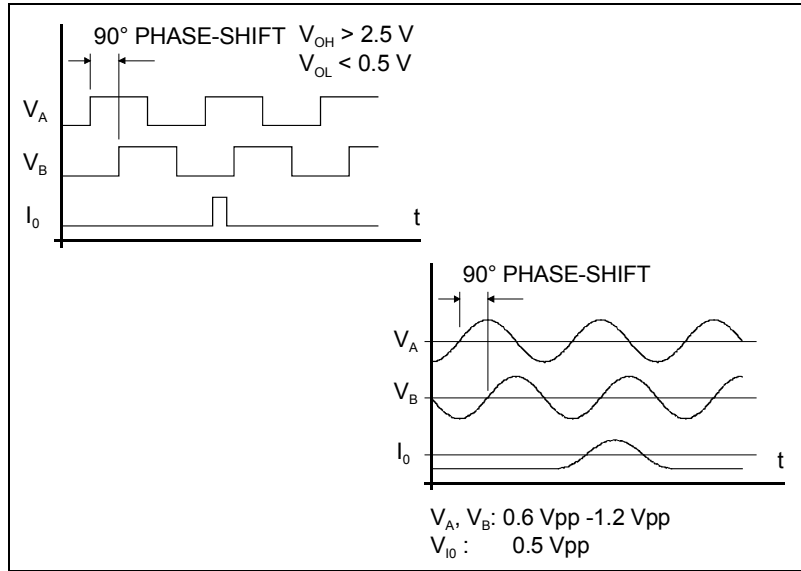 90° PHASE-SHIFT
V_OH > 2.5 V
V_OL < 0.5 V
V_A
V_B
I_0
t
90° PHASE-SHIFT
V_A
V_B
I_0
t
V_A, V_B: 0.6 Vpp -1.2 Vpp
V_I0 : 0.5 Vpp